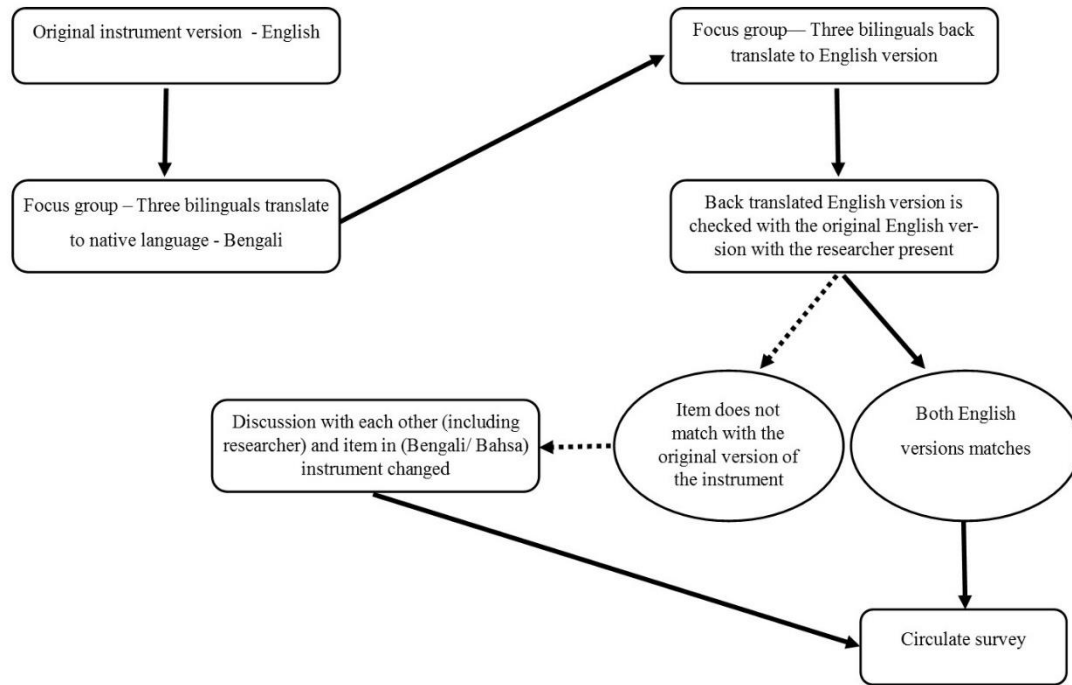 Original instrument version - English
Focus group – Three bilinguals translate
to native language - Bengali
Focus group— Three bilinguals back
translate to English version
Back translated English version is
checked with the original English ver-
sion with the researcher present
Item does not
match with the
original version of
the instrument
Both English
versions matches
Discussion with each other (including
researcher) and item in (Bengali/ Bahsa)
instrument changed
Circulate survey